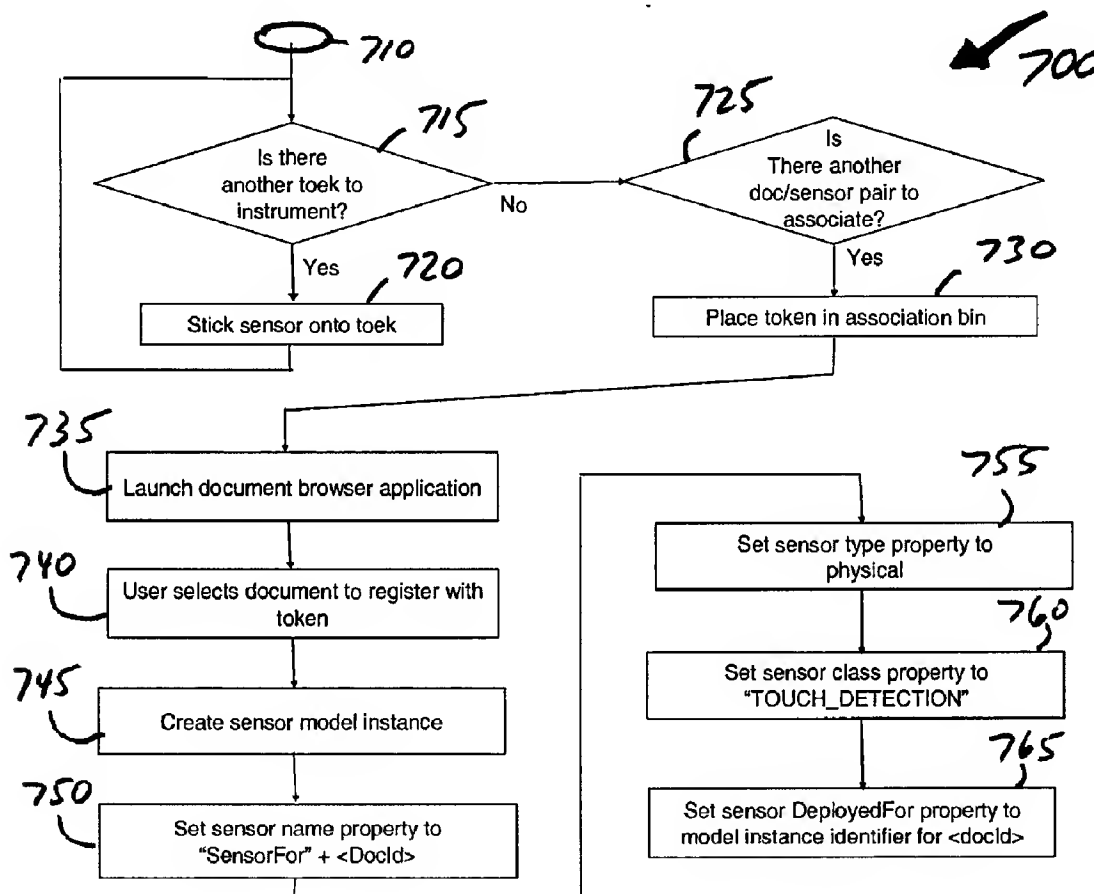 710
700
715
Is there
another toek to
instrument?
No
725
Is
There another
doc/sensor pair to
associate?
Yes
720
Stick sensor onto toek
Yes
730
Place token in association bin
735
Launch document browser application
740
User selects document to register with
token
745
Create sensor model instance
750
Set sensor name property to
"SensorFor" + <DocId>
755
Set sensor type property to
physical
760
Set sensor class property to
"TOUCH_DETECTION"
765
Set sensor DeployedFor property to
model instance identifier for <docId>